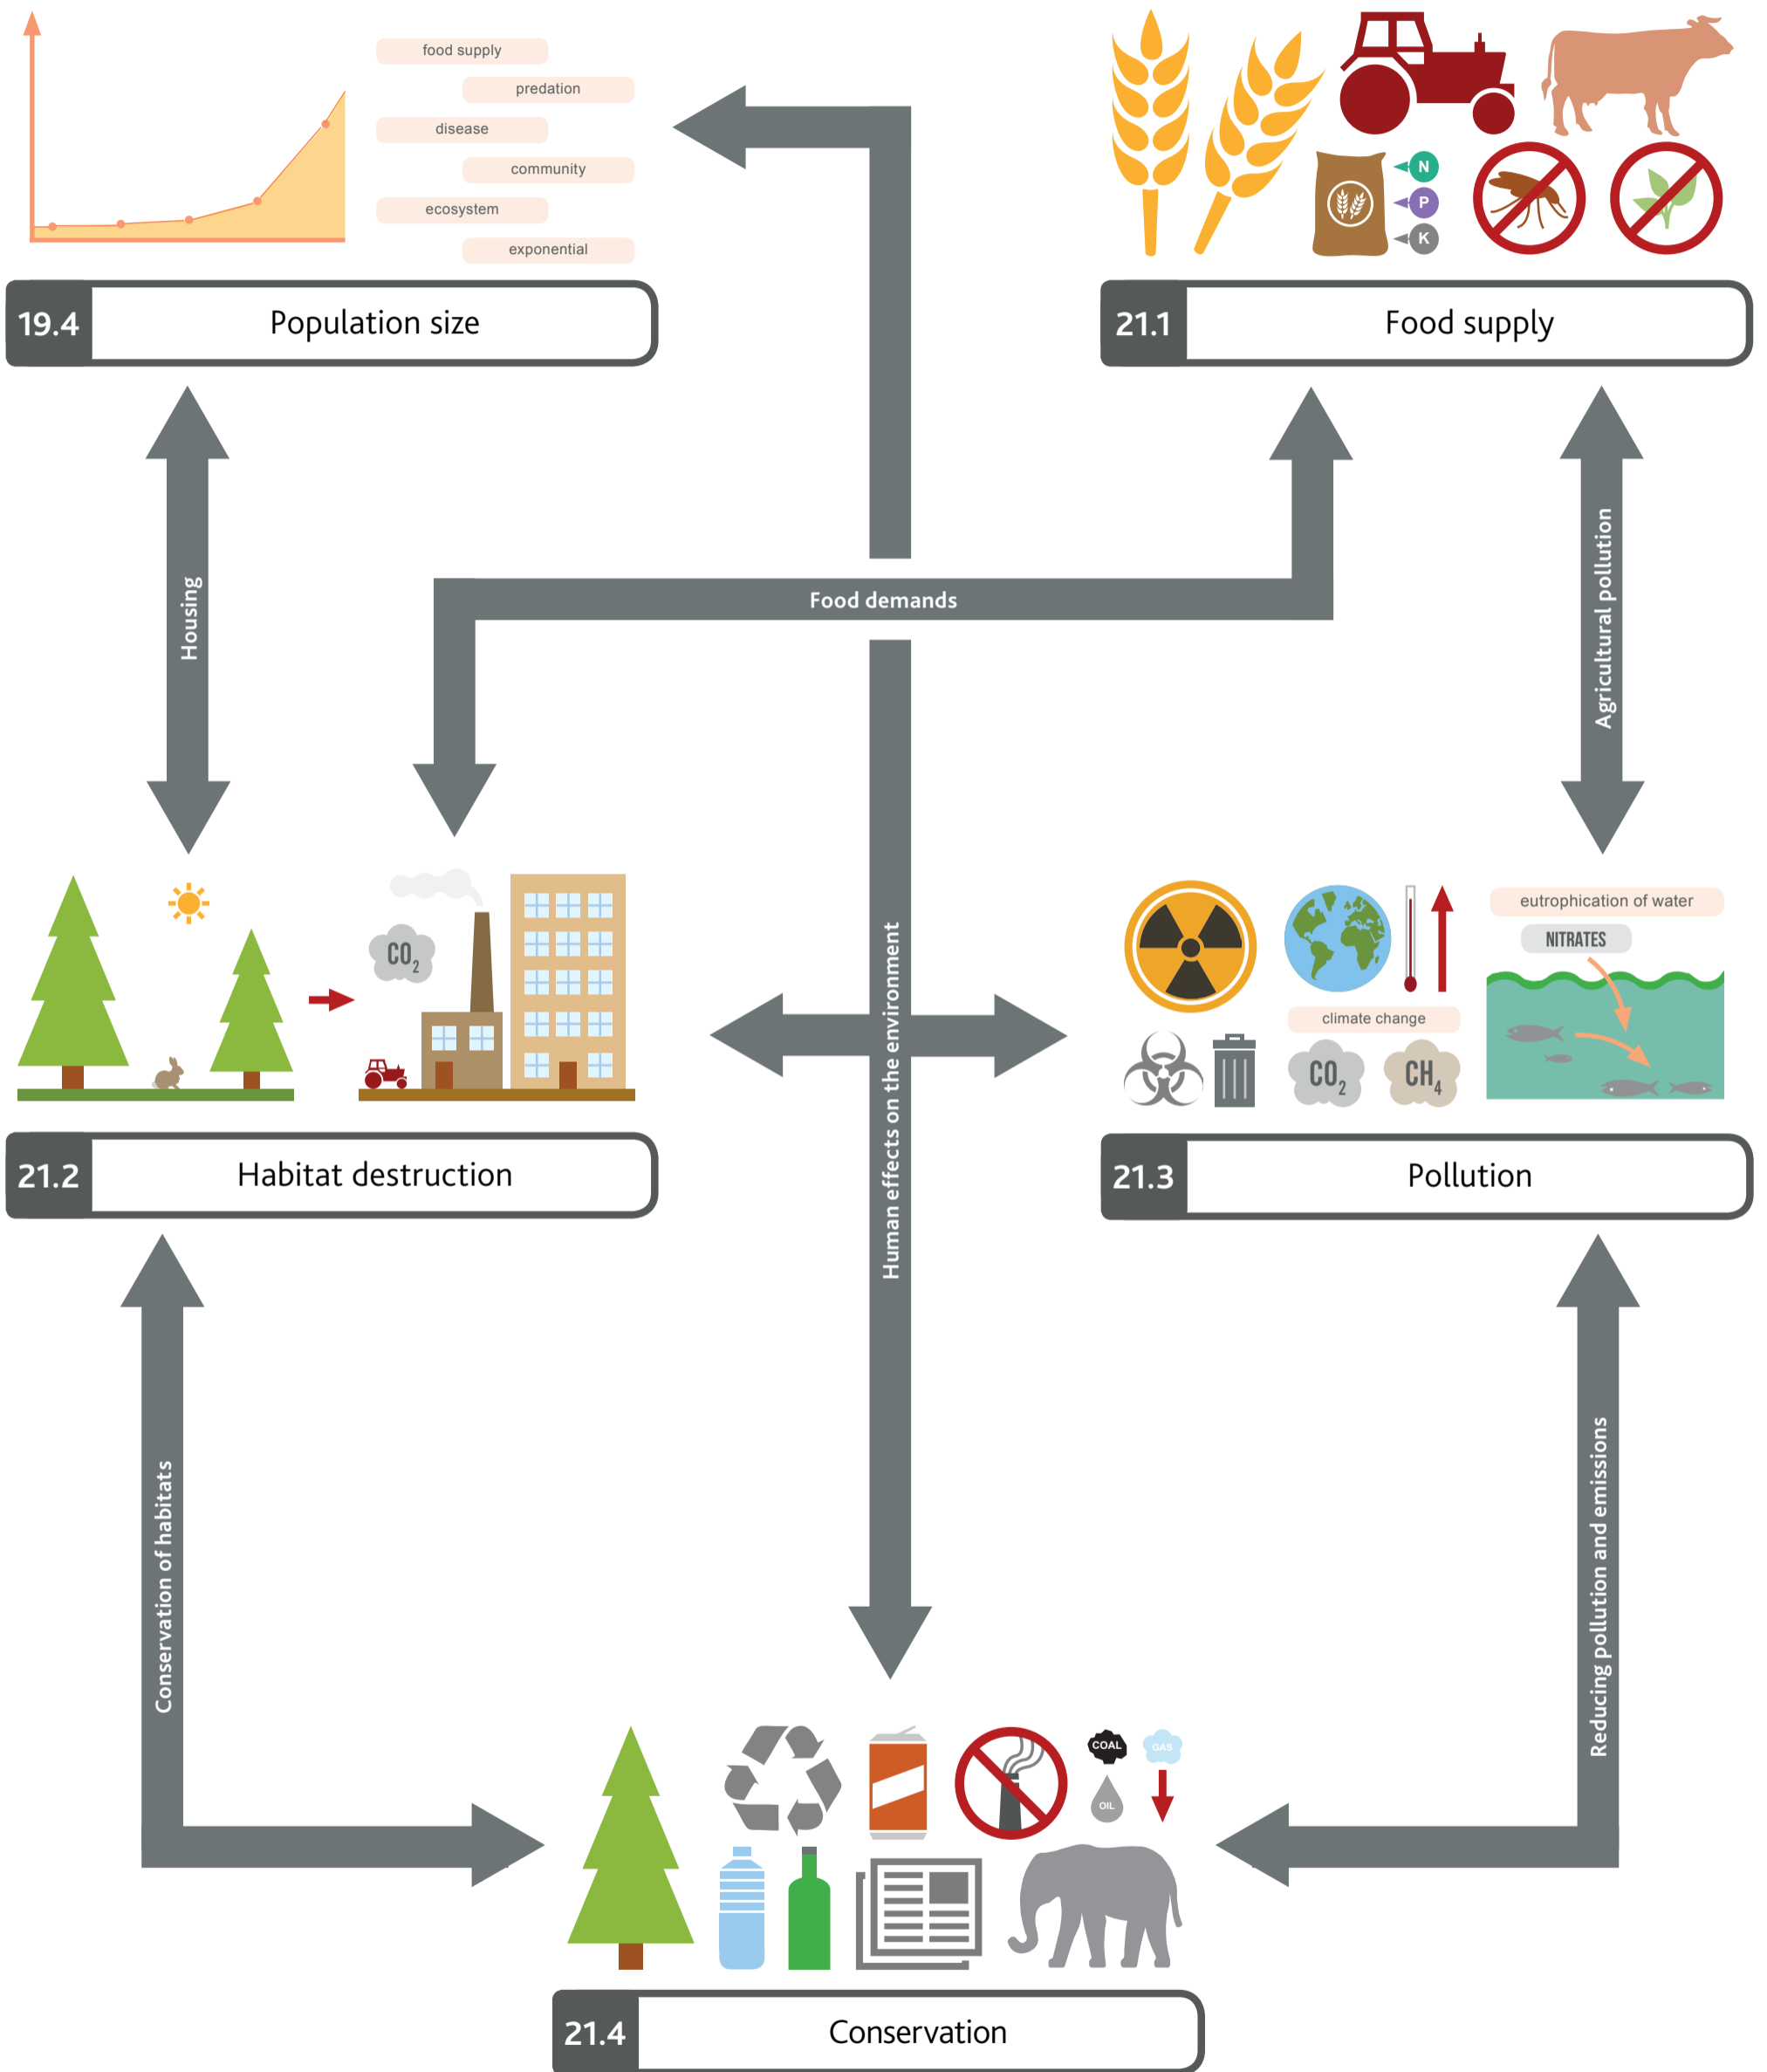 food supply
predation
disease
community
ecosystem
exponential
N
P
K
19.4 Population size
21.1 Food supply
Housing
Food demands
Agricultural pollution
CO2
eutrophication of water
NITRATES
climate change
CO2
CH4
Human effects on the environment
21.2 Habitat destruction
21.3 Pollution
Conservation of habitats
Reducing pollution and emissions
COAL
GAS
OIL
21.4 Conservation